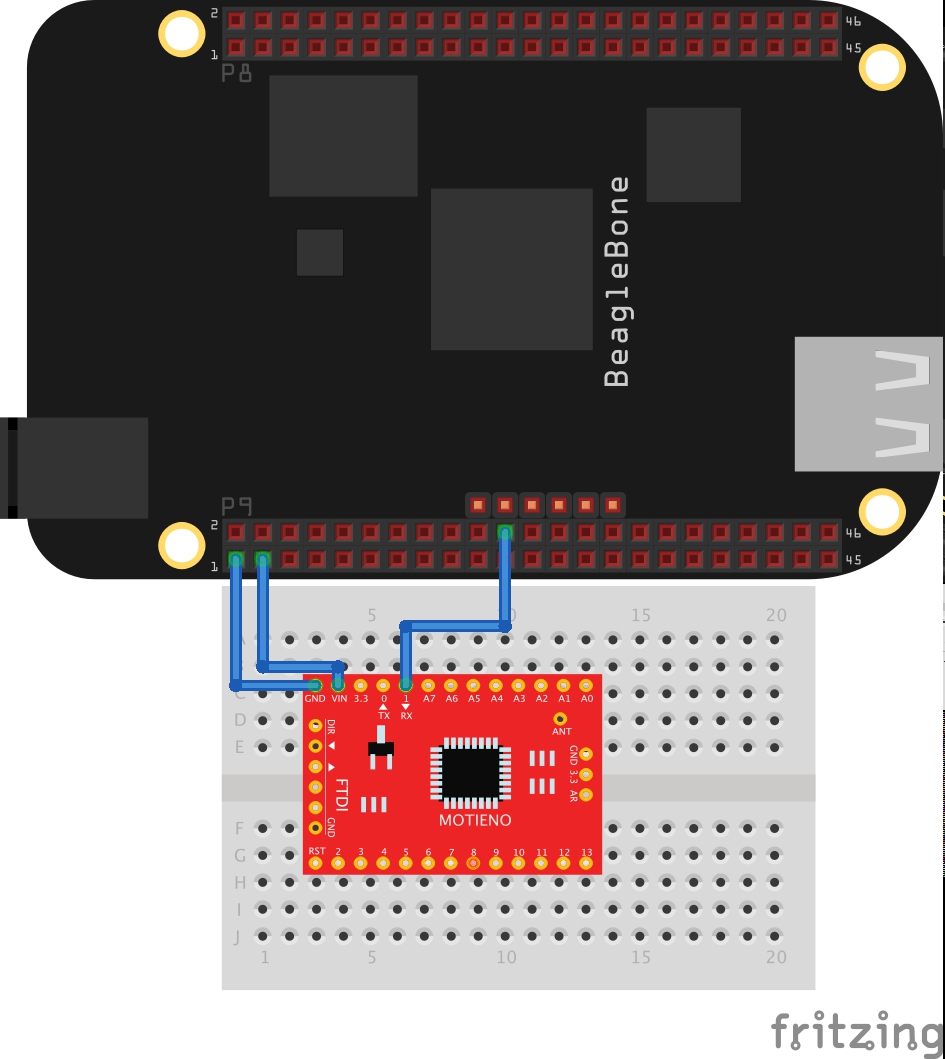 2 46
1 45
P8
BeagleBone
P9
2 46
1 45
5 10 15 20
A
C
D
E
F
G
H
I
J
GND VIN 3.3 0 1 A7 A6 A5 A4 A3 A2 A1 A0
TX RX
ANT
DIR
FTDI
GND
GND 3.3 AR
MOTIENO
RST 2 3 4 5 6 7 8 9 10 11 12 13
1 5 10 15 20
fritzing